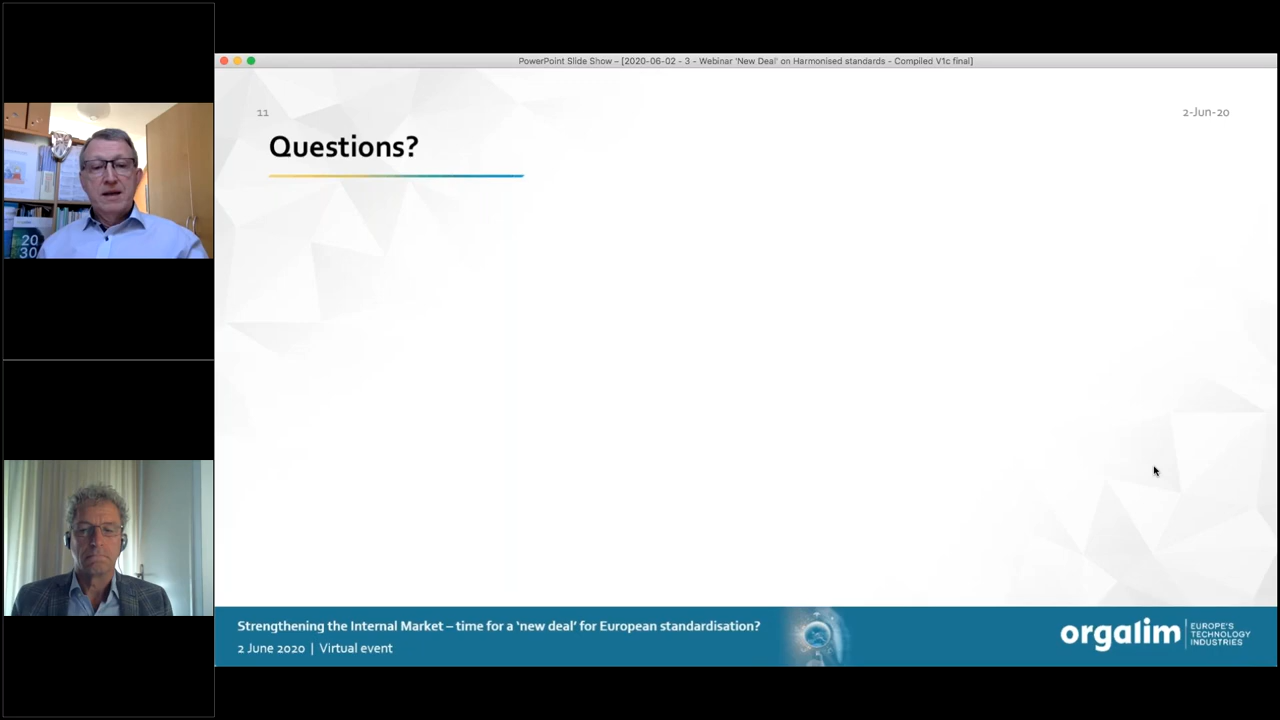 PowerPoint Slide Show – [2020-06-02 - 3 - Webinar 'New Deal' on Harmonised standards - Compiled V1c final]
11
2-Jun-20
Questions?
20
30
Strengthening the Internal Market – time for a ‘new deal’ for European standardisation?
2 June 2020 | Virtual event
orgalim
EUROPE'S
TECHNOLOGY
INDUSTRIES